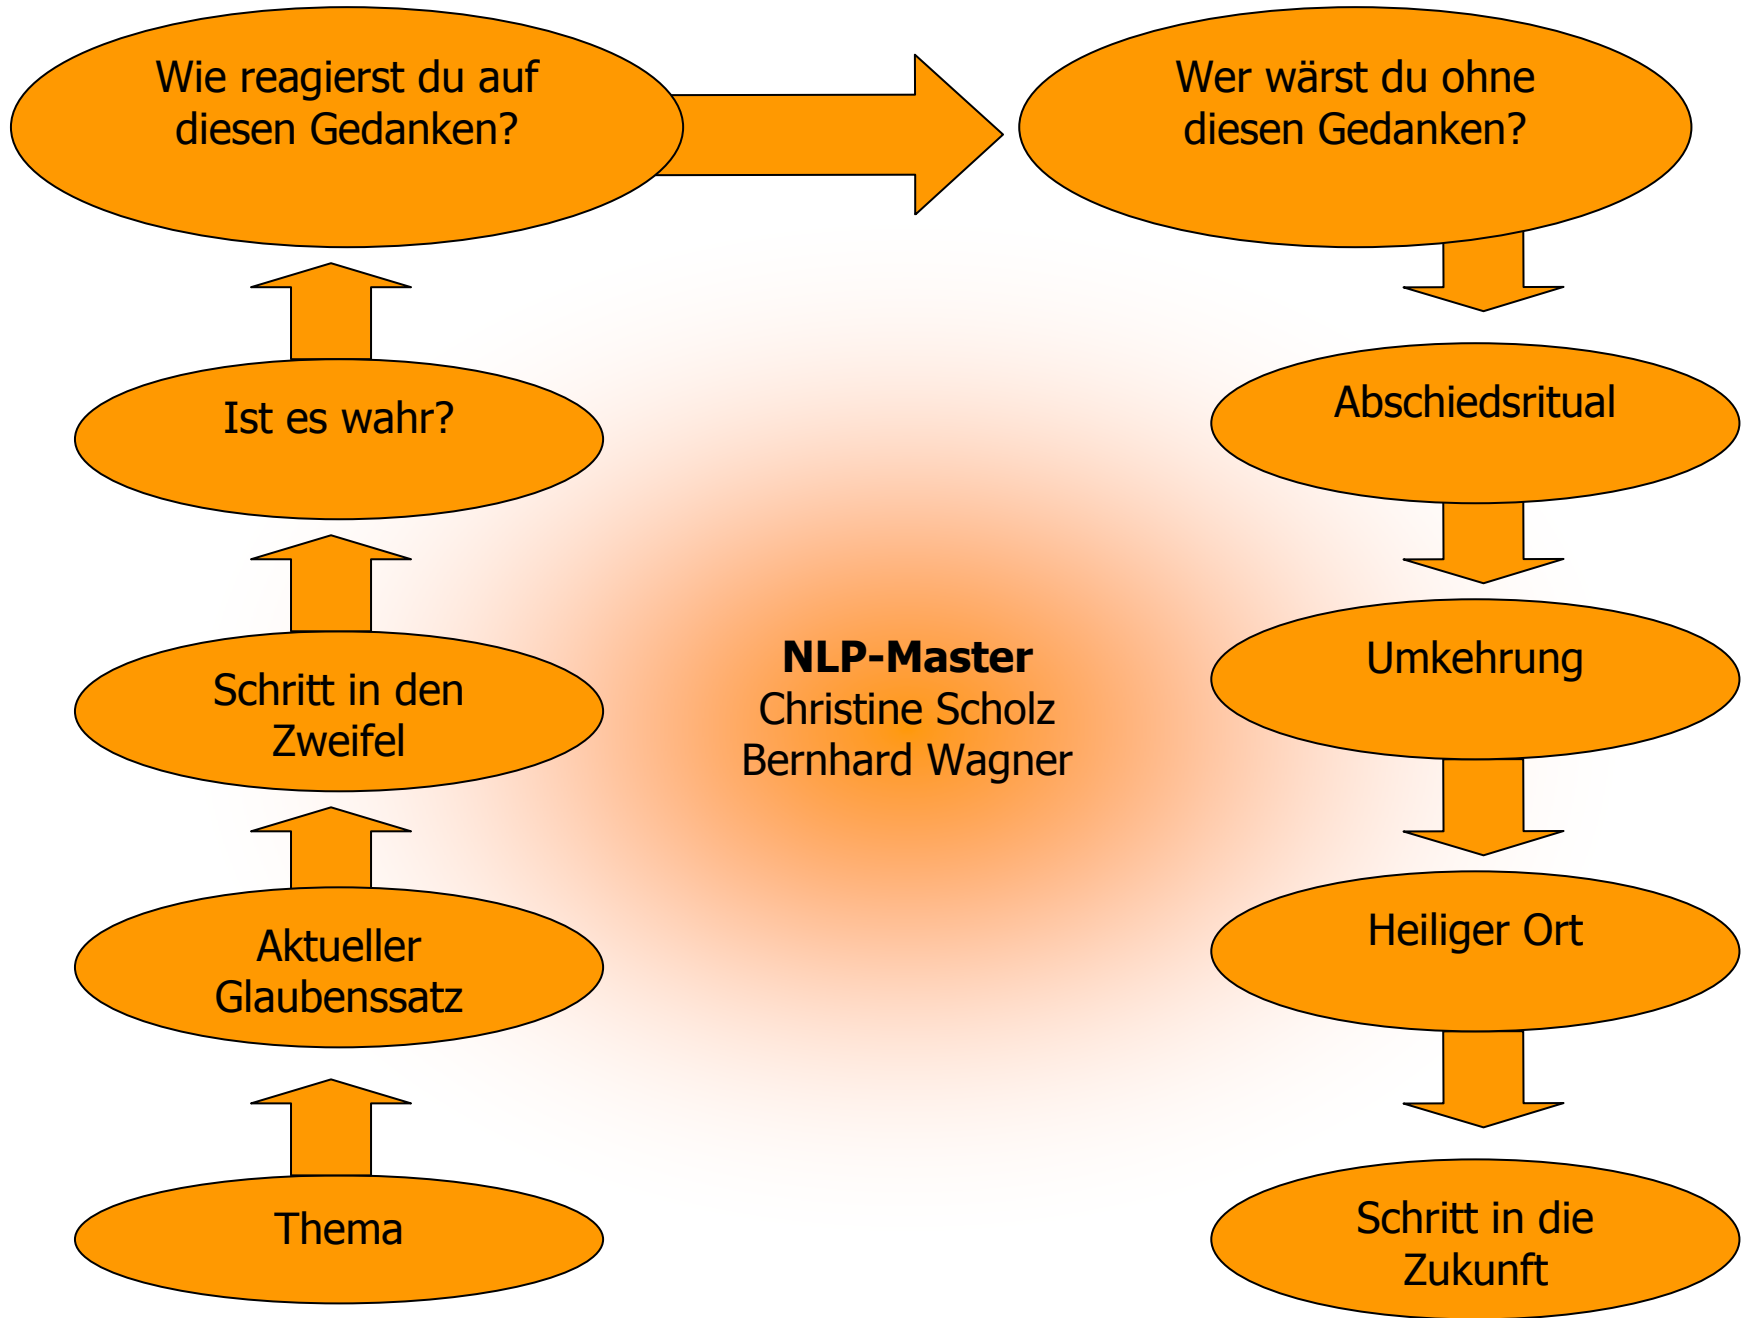 Wie reagierst du auf
diesen Gedanken?
Wer wärst du ohne
diesen Gedanken?
Ist es wahr?
Abschiedsritual
Schritt in den
Zweifel
NLP-Master
Christine Scholz
Bernhard Wagner
Umkehrung
Aktueller
Glaubenssatz
Heiliger Ort
Thema
Schritt in die
Zukunft